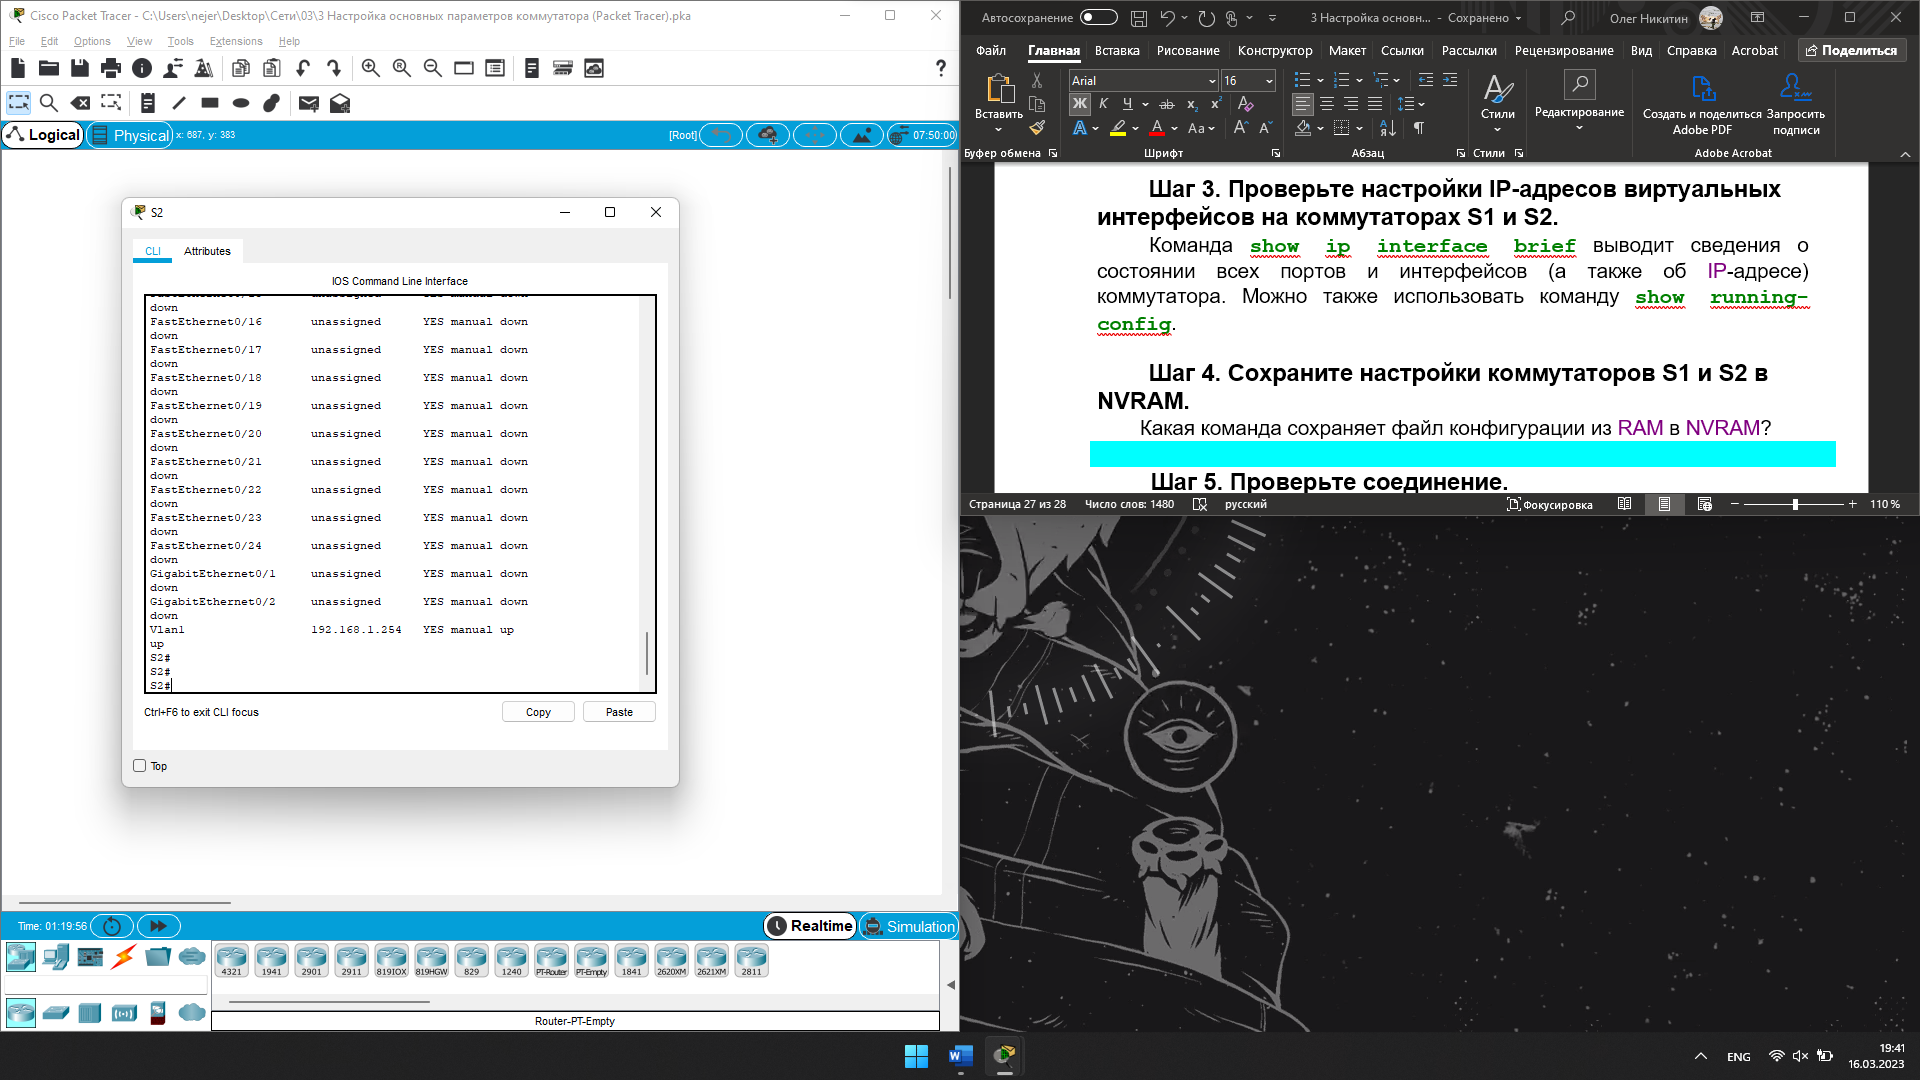 Cisco Packet Tracer - C:\Users\nejer\Desktop\Сети\03\3 Настройка основных параметров коммутатора (Packet Tracer).pka
File Edit Options View Tools Extensions Help
Logical Physical x: 687, y: 383 [Root] 07:50:00
S2
CLI Attributes
IOS Command Line Interface
down
FastEthernet0/16 unassigned YES manual down
down
FastEthernet0/17 unassigned YES manual down
down
FastEthernet0/18 unassigned YES manual down
down
FastEthernet0/19 unassigned YES manual down
down
FastEthernet0/20 unassigned YES manual down
down
FastEthernet0/21 unassigned YES manual down
down
FastEthernet0/22 unassigned YES manual down
down
FastEthernet0/23 unassigned YES manual down
down
FastEthernet0/24 unassigned YES manual down
down
GigabitEthernet0/1 unassigned YES manual down
down
GigabitEthernet0/2 unassigned YES manual down
down
Vlan1 192.168.1.254 YES manual up
up
S2#
S2#
S2#
Ctrl+F6 to exit CLI focus Copy Paste
Top
Time: 01:19:56 Realtime Simulation
4321 1941 2901 2911 819IOX 819HGW 829 1240 PT-Router PT-Empty 1841 2620XM 2621XM 2811
Router-PT-Empty
Автосохранение 3 Настройка основн... - Сохранено Олег Никитин
Файл Главная Вставка Рисование Конструктор Макет Ссылки Рассылки Рецензирование Вид Справка Acrobat Поделиться
Вставить Arial 16 Стили Редактирование Создать и поделиться Adobe PDF Запросить подписи
Ж К Ч ab x₂ x² A Aa
Буфер обмена Шрифт Абзац Стили Adobe Acrobat
Шаг 3. Проверьте настройки IP-адресов виртуальных
интерфейсов на коммутаторах S1 и S2.
Команда show ip interface brief выводит сведения о
состоянии всех портов и интерфейсов (а также об IP-адресе)
коммутатора. Можно также использовать команду show running-
config.
Шаг 4. Сохраните настройки коммутаторов S1 и S2 в
NVRAM.
Какая команда сохраняет файл конфигурации из RAM в NVRAM?
Шаг 5. Проверьте соединение.
Страница 27 из 28 Число слов: 1480 русский Фокусировка 110 %
ENG 19:41
16.03.2023